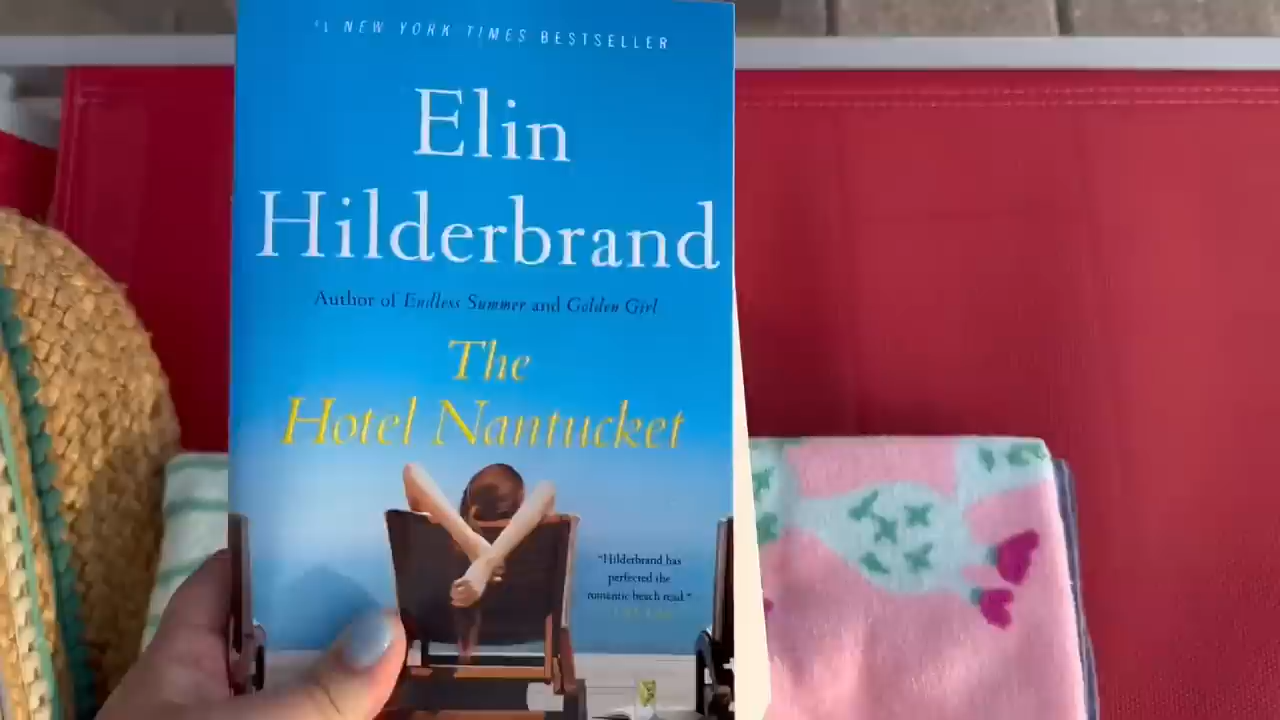 #1 NEW YORK TIMES BESTSELLER
Elin
Hilderbrand
Author of Endless Summer and Golden Girl
The
Hotel Nantucket
"Hilderbrand has
perfected the
romantic beach read."